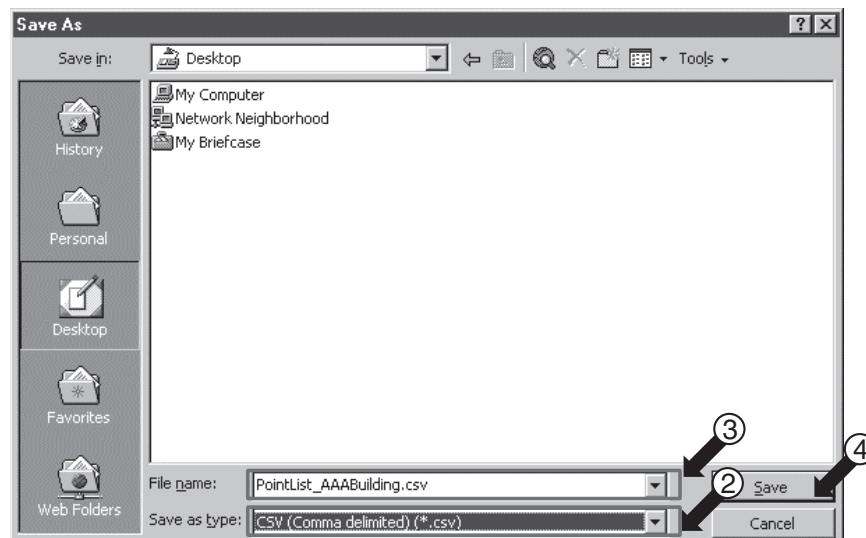 Save As
Save in: Desktop Tools
My Computer
Network Neighborhood
My Briefcase
History
Personal
Desktop
Favorites
Web Folders
③
File name: PointList_AAABuilding.csv
② Save ④
Save as type: CSV (Comma delimited) (*.csv)
Cancel